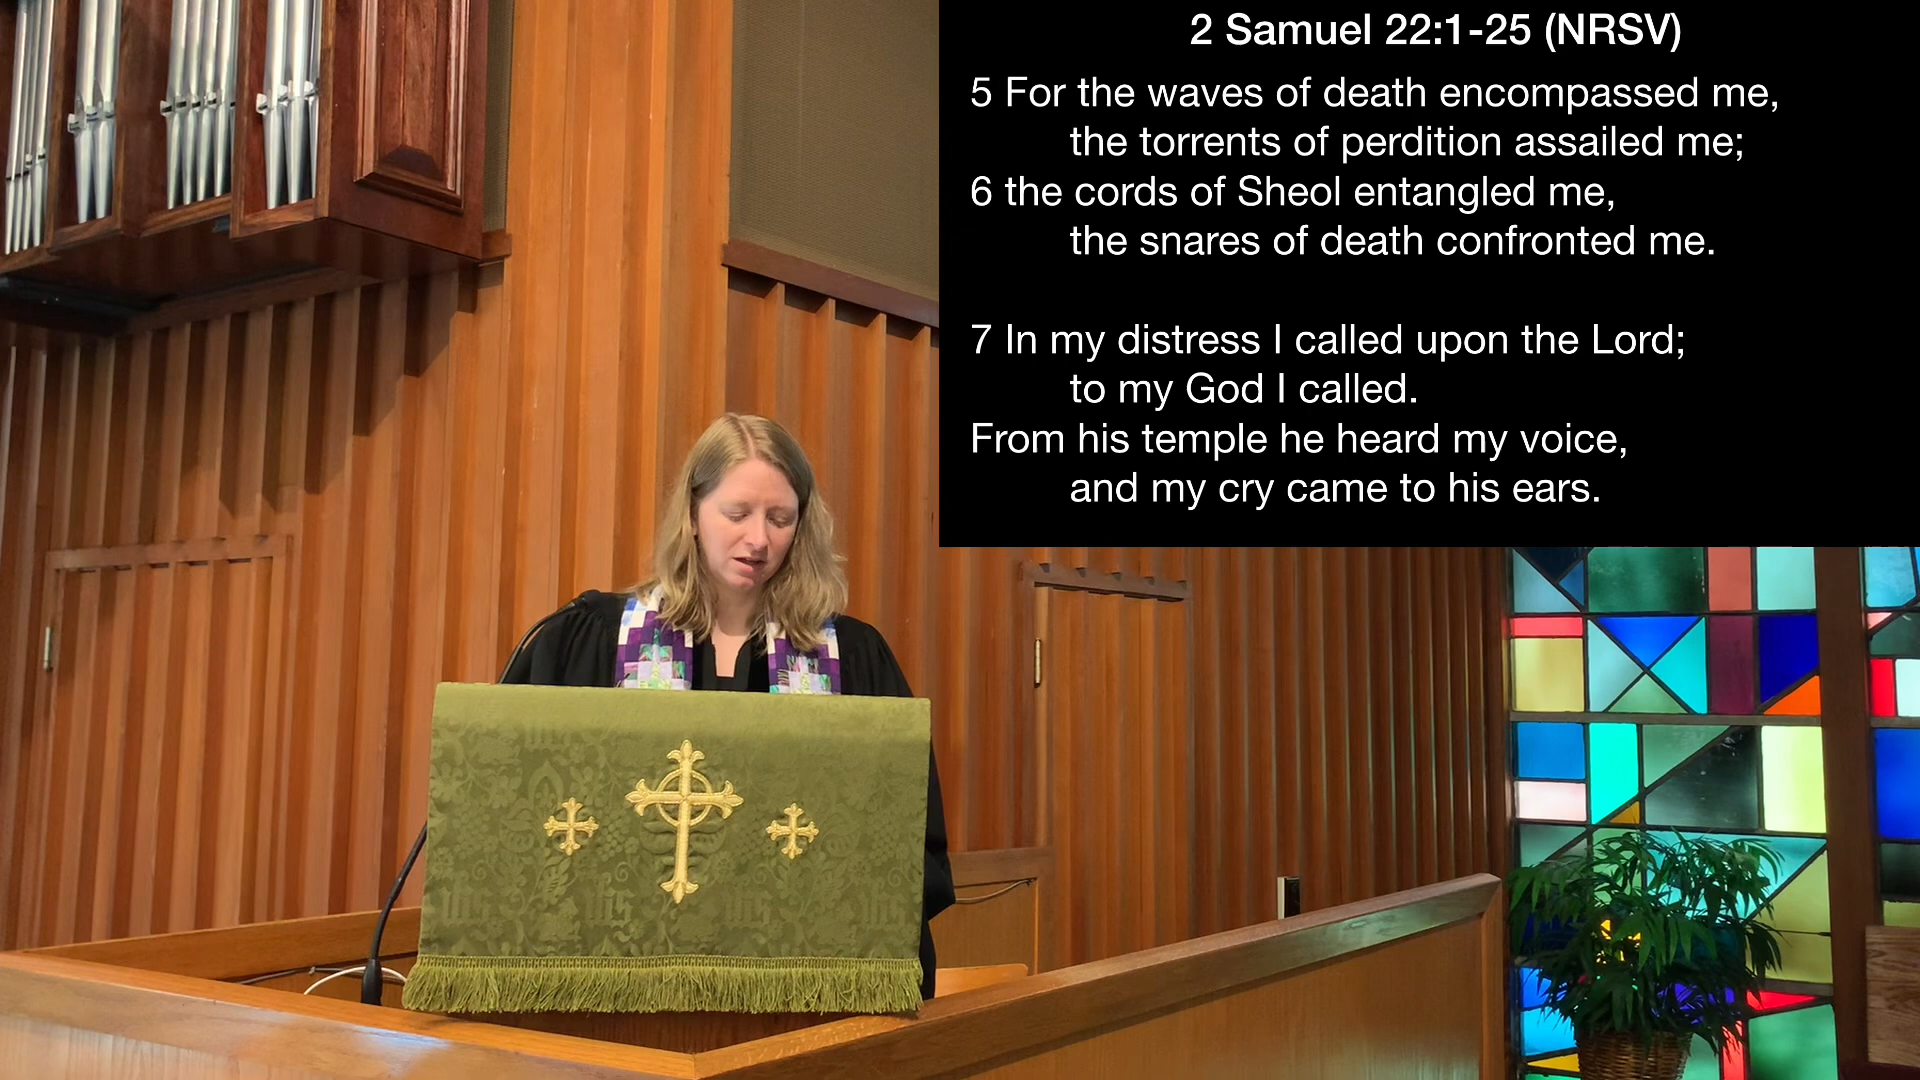 2 Samuel 22:1-25 (NRSV)
5 For the waves of death encompassed me,
the torrents of perdition assailed me;
6 the cords of Sheol entangled me,
the snares of death confronted me.
7 In my distress I called upon the Lord;
to my God I called.
From his temple he heard my voice,
and my cry came to his ears.